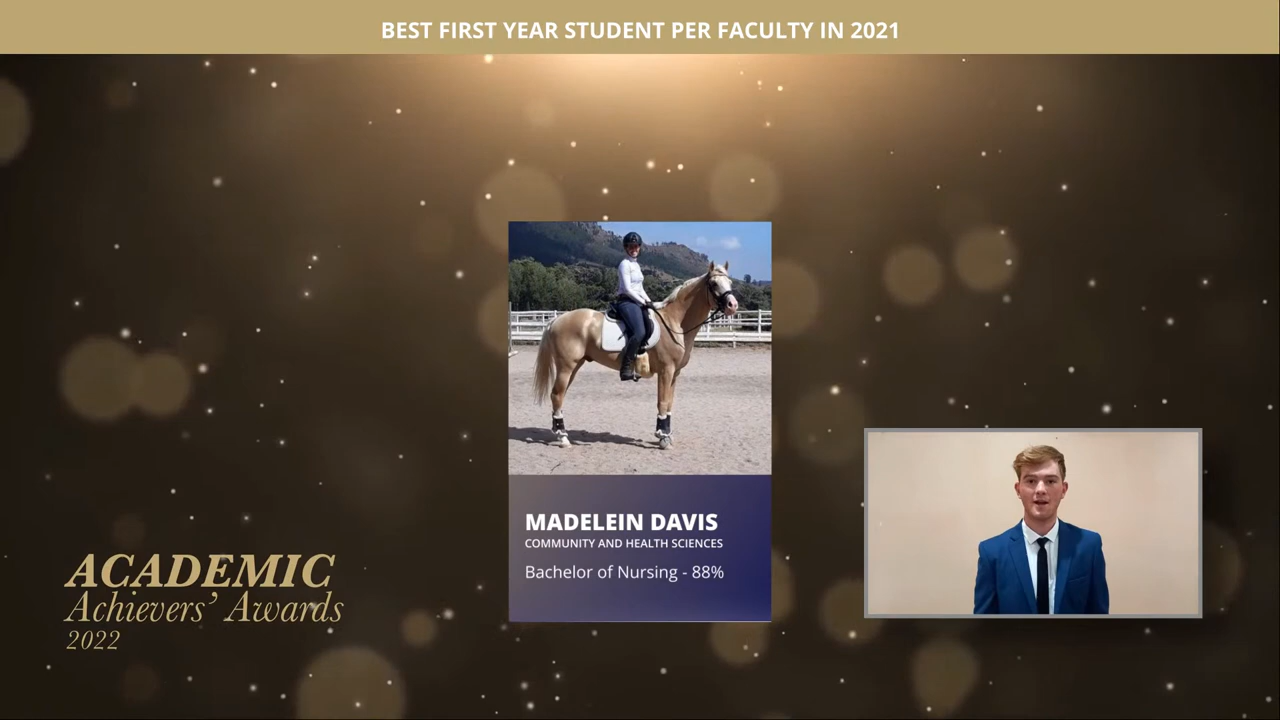 BEST FIRST YEAR STUDENT PER FACULTY IN 2021
MADELEIN DAVIS
COMMUNITY AND HEALTH SCIENCES
Bachelor of Nursing - 88%
ACADEMIC
Achievers’ Awards
2022